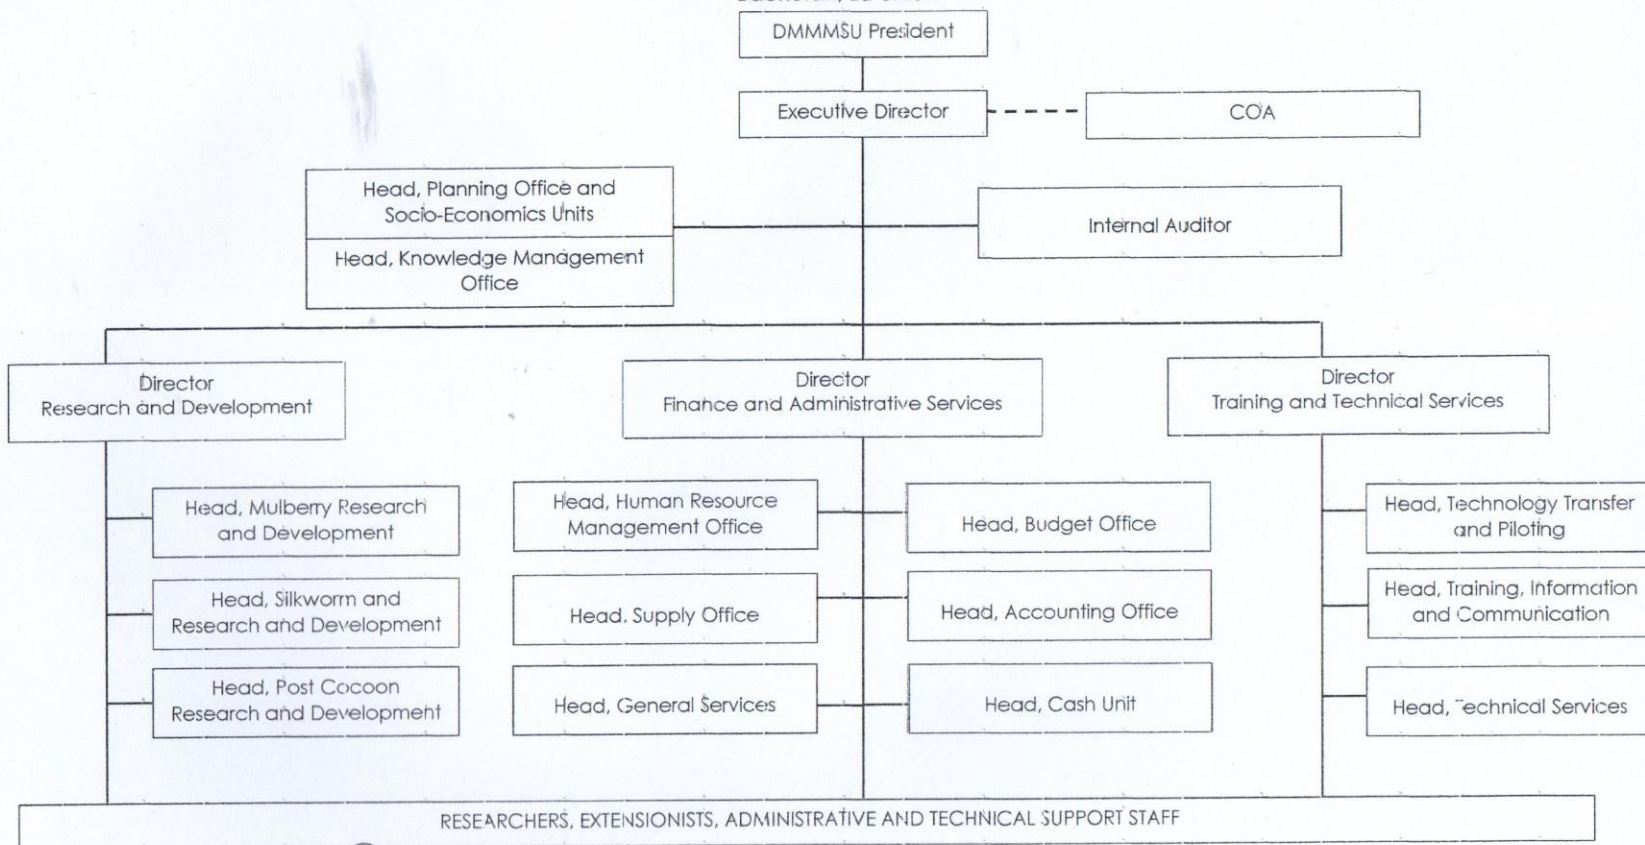 DMMMSU President
Executive Director
COA
Head, Planning Office and
Socio-Economics Units
Internal Auditor
Head, Knowledge Management
Office
Director
Research and Development
Director
Finance and Administrative Services
Director
Training and Technical Services
Head, Mulberry Research
and Development
Head, Human Resource
Management Office
Head, Budget Office
Head, Technology Transfer
and Piloting
Head, Silkworm and
Research and Development
Head, Supply Office
Head, Accounting Office
Head, Training, Information
and Communication
Head, Post Cocoon
Research and Development
Head, General Services
Head, Cash Unit
Head, Technical Services
RESEARCHERS, EXTENSIONISTS, ADMINISTRATIVE AND TECHNICAL SUPPORT STAFF